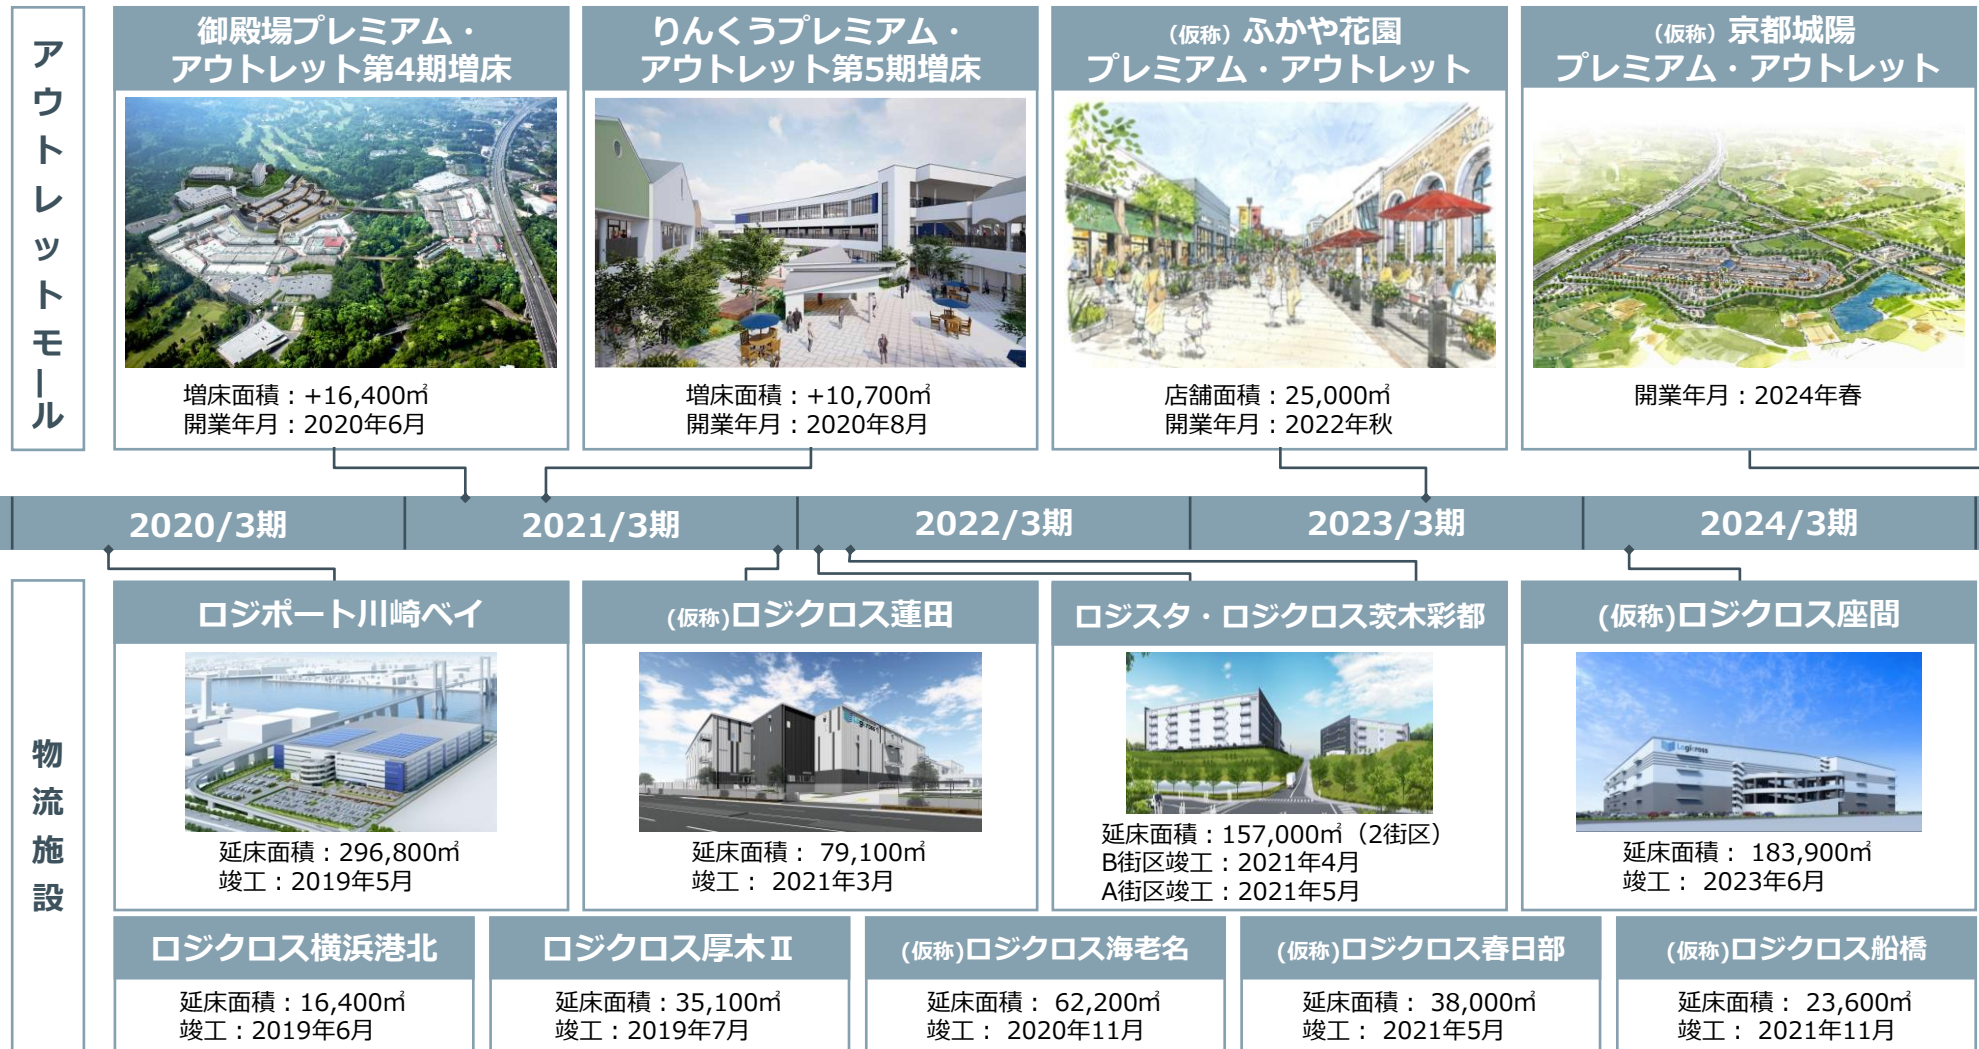 アウトレットモール
御殿場プレミアム・
アウトレット第4期増床
増床面積：+16,400㎡
開業年月：2020年6月
りんくうプレミアム・
アウトレット第5期増床
増床面積：+10,700㎡
開業年月：2020年8月
(仮称) ふかや花園
プレミアム・アウトレット
店舗面積：25,000㎡
開業年月：2022年秋
(仮称) 京都城陽
プレミアム・アウトレット
開業年月：2024年春
2020/3期
2021/3期
2022/3期
2023/3期
2024/3期
物流施設
ロジポート川崎ベイ
延床面積：296,800㎡
竣工：2019年5月
(仮称)ロジクロス蓮田
Logicross
延床面積： 79,100㎡
竣工： 2021年3月
ロジスタ・ロジクロス茨木彩都
延床面積：157,000㎡（2街区）
B街区竣工：2021年4月
A街区竣工：2021年5月
(仮称)ロジクロス座間
Logicross
延床面積： 183,900㎡
竣工： 2023年6月
ロジクロス横浜港北
延床面積：16,400㎡
竣工：2019年6月
ロジクロス厚木Ⅱ
延床面積：35,100㎡
竣工：2019年7月
(仮称)ロジクロス海老名
延床面積： 62,200㎡
竣工： 2020年11月
(仮称)ロジクロス春日部
延床面積： 38,000㎡
竣工： 2021年5月
(仮称)ロジクロス船橋
延床面積： 23,600㎡
竣工： 2021年11月